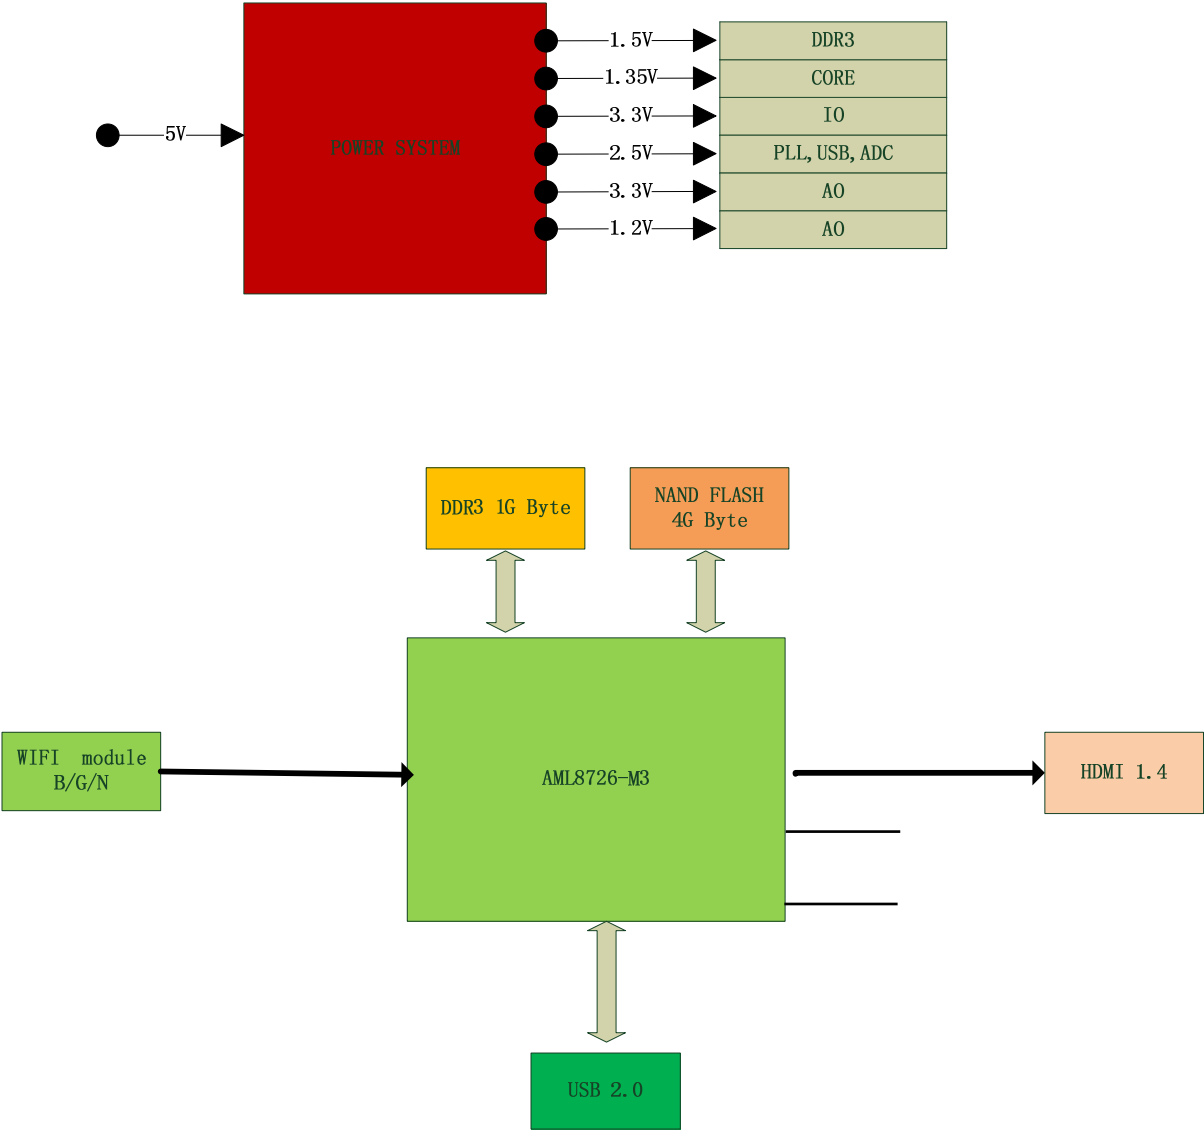 1.5V
DDR3
1.35V
CORE
5V
POWER SYSTEM
3.3V
IO
2.5V
PLL,USB,ADC
3.3V
AO
1.2V
AO
DDR3 1G Byte
NAND FLASH
4G Byte
WIFI module
B/G/N
AML8726-M3
HDMI 1.4
USB 2.0